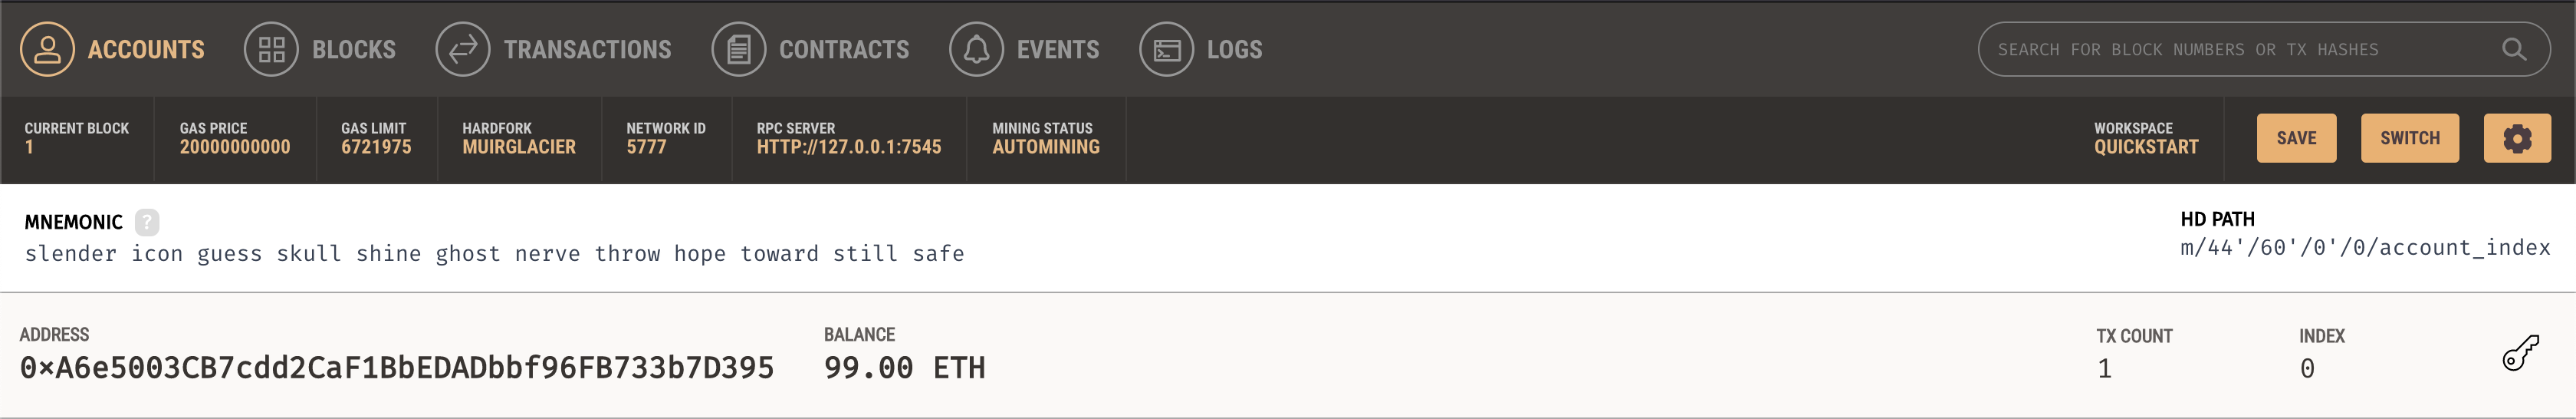 ACCOUNTS BLOCKS TRANSACTIONS CONTRACTS EVENTS LOGS SEARCH FOR BLOCK NUMBERS OR TX HASHES
CURRENT BLOCK GAS PRICE GAS LIMIT HARDFORK NETWORK ID RPC SERVER MINING STATUS WORKSPACE
1 20000000000 6721975 MUIRGLACIER 5777 HTTP://127.0.0.1:7545 AUTOMINING QUICKSTART SAVE SWITCH
MNEMONIC ? HD PATH
slender icon guess skull shine ghost nerve throw hope toward still safe m/44'/60'/0'/0/account_index
ADDRESS BALANCE TX COUNT INDEX
0×A6e5003CB7cdd2CaF1BbEDADbbf96FB733b7D395 99.00 ETH 1 0